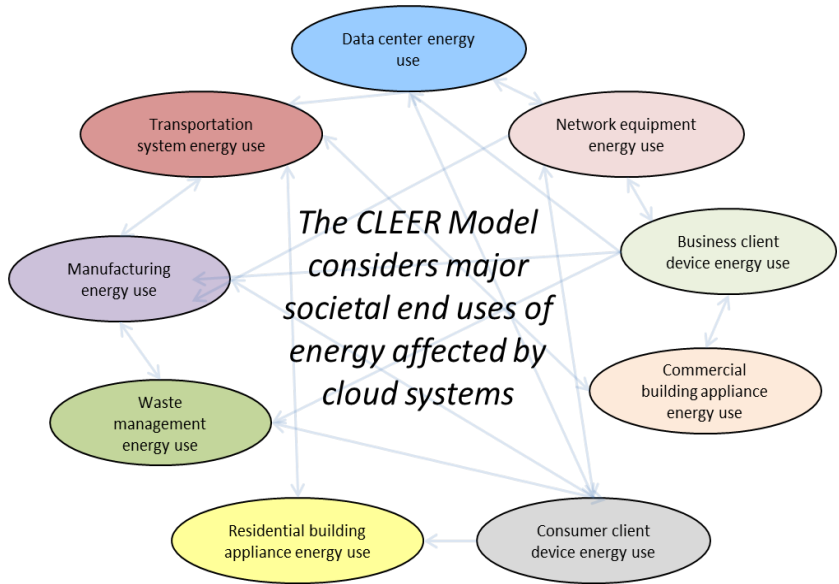 Data center energy
use
Transportation
system energy use
Network equipment
energy use
The CLEER Model
considers major
societal end uses of
energy affected by
cloud systems
Business client
device energy use
Manufacturing
energy use
Commercial
building appliance
energy use
Waste
management
energy use
Residential building
appliance energy use
Consumer client
device energy use